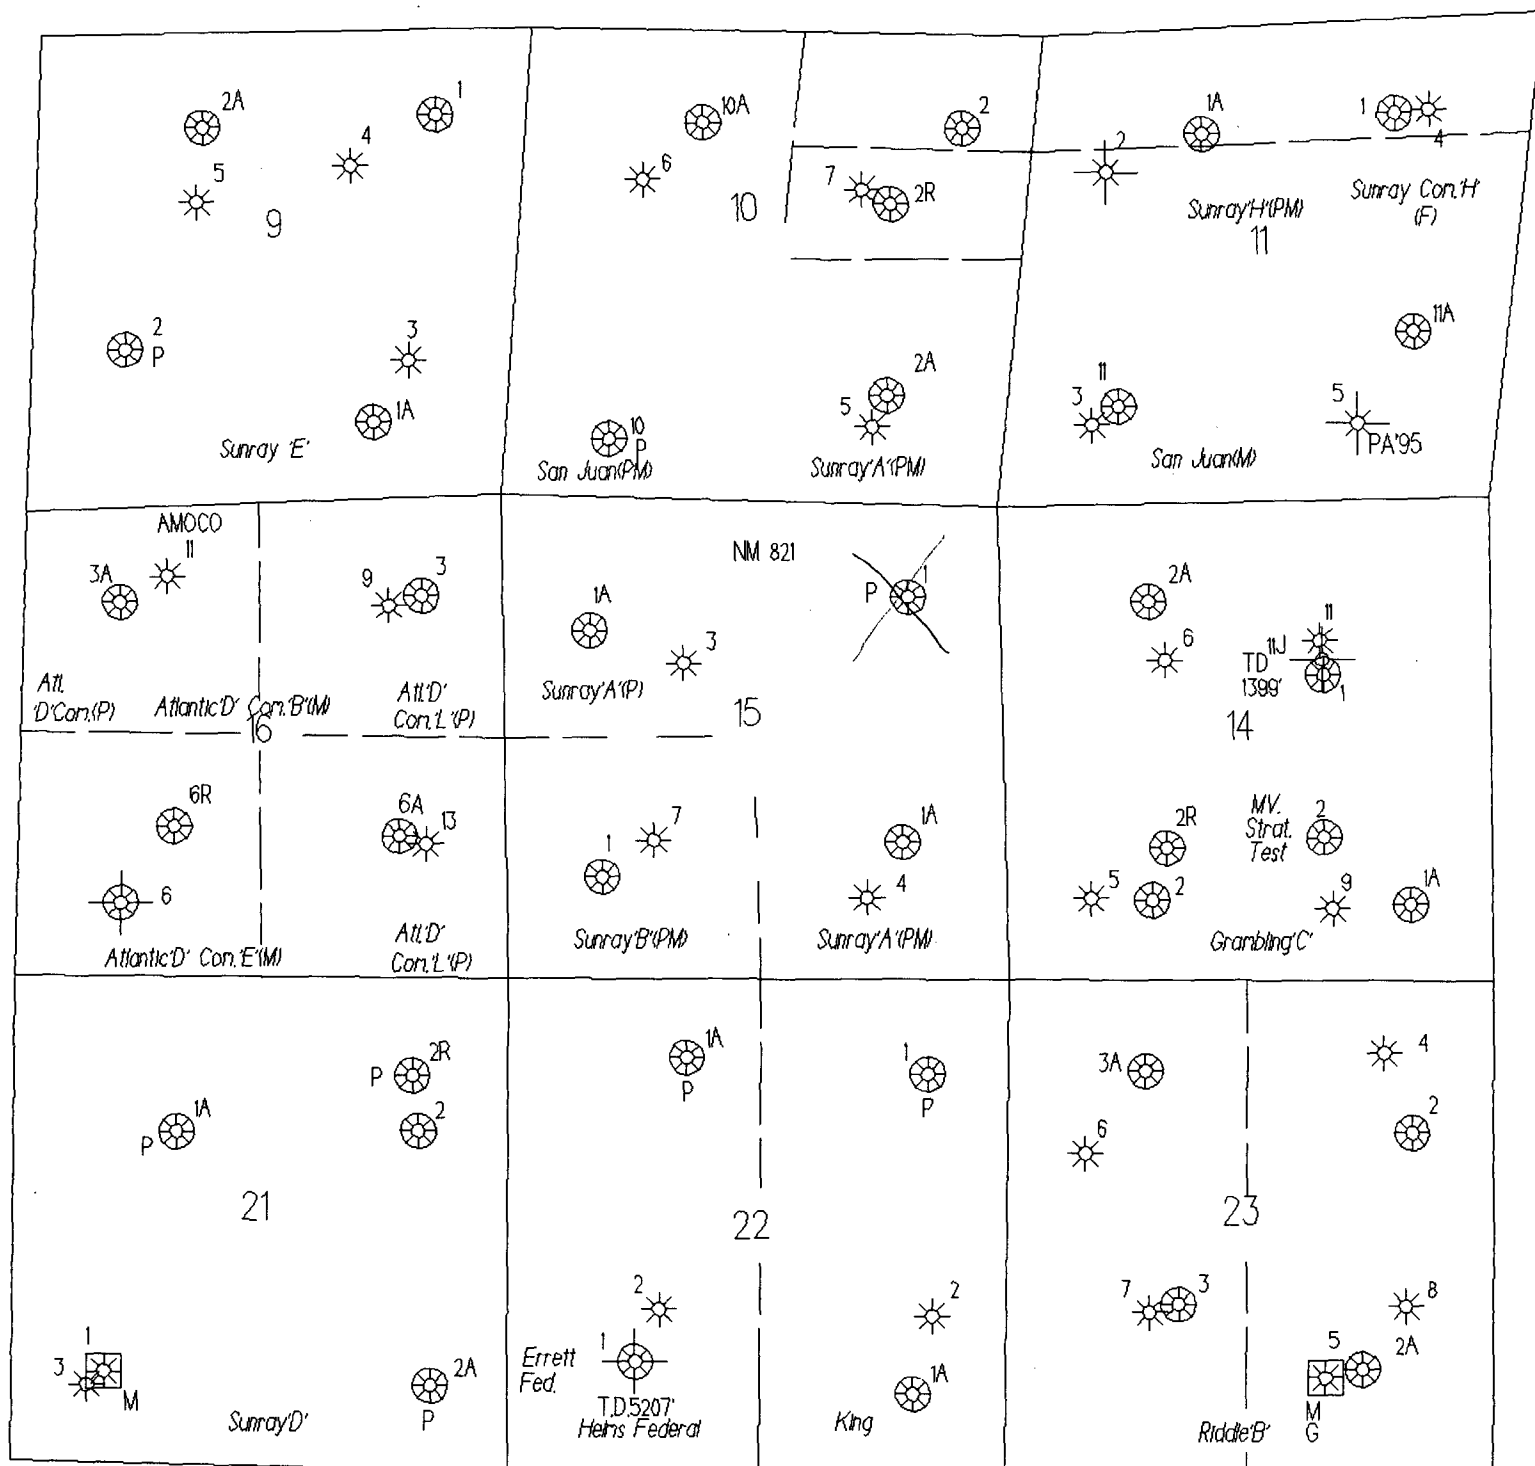 2A
1
4
5
9
2
P
3
1A
Sunray 'E'
10A
6
10
2
7
2R
2A
5
10
P
San Juan(PM)
Sunray'A'(PM)
1A
1
4
2
Sunray'H'(PM)
Sunray Com.'H'
(F)
11
11A
11
3
5
PA'95
San Juan(M)
AMOCO
11
3A
9
3
Atl.
'D'Com.(P)
Atlantic'D' Com.'B'(M)
Atl.'D'
Com.'L'(P)
16
6R
6
6A
13
Atlantic'D' Com.'E'(M)
Atl.'D'
Com.'L'(P)
NM 821
P
1
1A
3
Sunray'A'(P)
15
1
7
1A
4
Sunray'B'(PM)
Sunray'A'(PM)
2A
6
11
11J
TD
1399'
1
14
2R
MV.
Strat.
Test
2
5
2
9
1A
Grambling'C'
2R
P
1A
P
2
21
1
3
M
2A
P
Sunray'D'
1A
P
1
P
22
2
1
Errett
Fed.
T.D.5207'
Helms Federal
2
1A
King
3A
4
6
2
23
7
3
8
5
2A
M
G
Riddle'B'